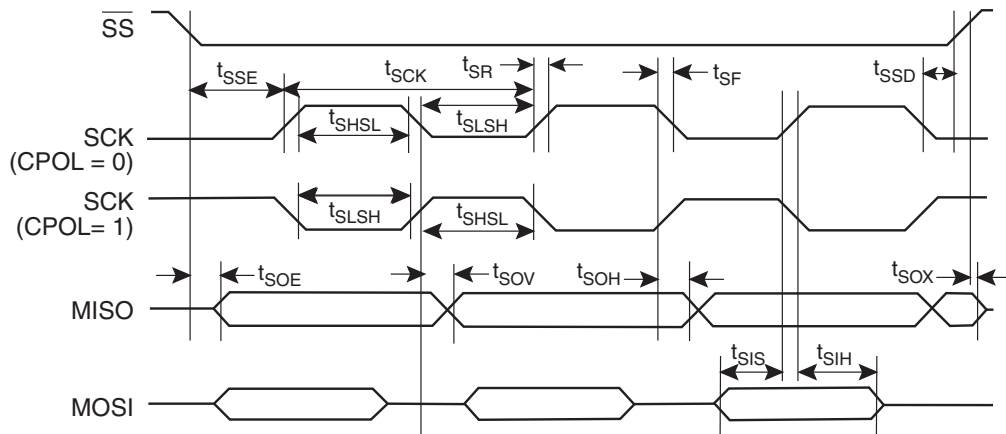 SS
tSSE
tSCK
tSR
tSF
tSSD
SCK
(CPOL = 0)
tSHSL
tSLSH
SCK
(CPOL= 1)
tSLSH
tSHSL
MISO
tSOE
tSOV
tSOH
tSOX
MOSI
tSIS
tSIH